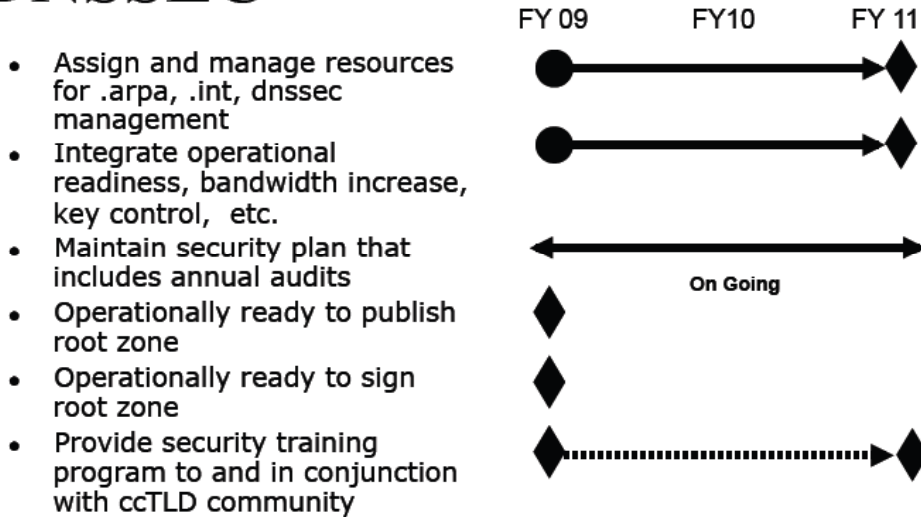 DNSSEC
FY 09 FY10 FY 11
• Assign and manage resources
for .arpa, .int, dnssec
management
• Integrate operational
readiness, bandwidth increase,
key control, etc.
• Maintain security plan that
includes annual audits
On Going
• Operationally ready to publish
root zone
• Operationally ready to sign
root zone
• Provide security training
program to and in conjunction
with ccTLD community